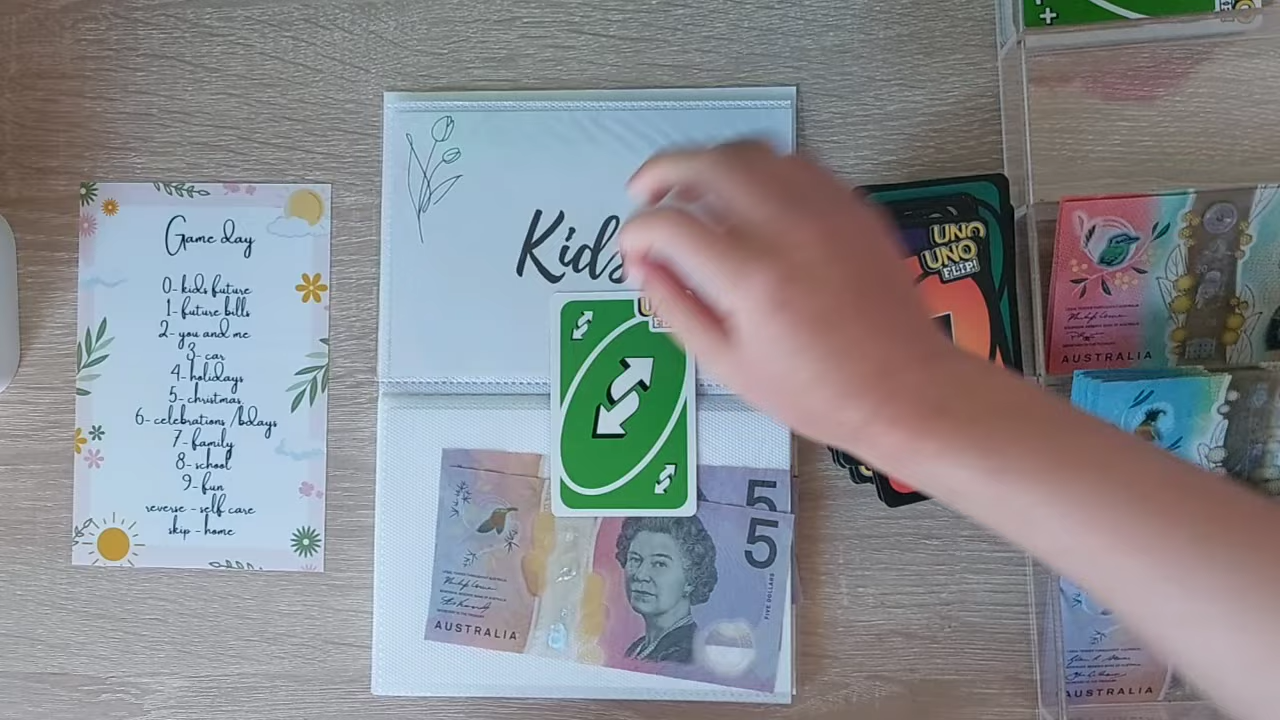 Game day
0- kids future
1- future bills
2- you and me
3- car
4- holidays
5- christmas
6- celebrations /bdays
7- family
8- school
9- fun
reverse - self care
skip - home
Kids
UNO
UNO
FLIP!
5
5
FIVE DOLLARS
AUSTRALIA
AUSTRALIA
AUSTRALIA